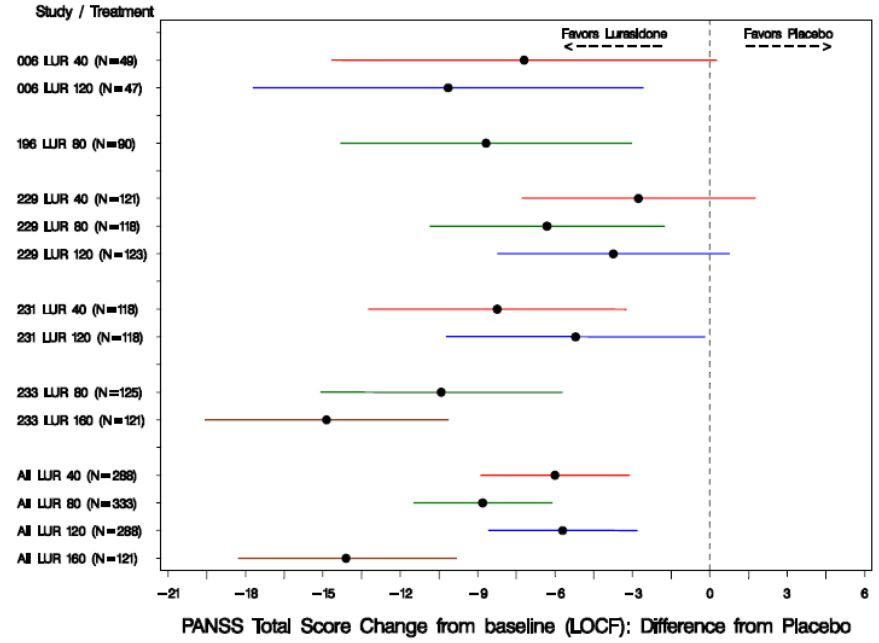 Study / Treatment
Favors Lurasidone
Favors Placebo
006 LUR 40 (N=49)
006 LUR 120 (N=47)
196 LUR 80 (N=90)
229 LUR 40 (N=121)
229 LUR 80 (N=118)
229 LUR 120 (N=123)
231 LUR 40 (N=118)
231 LUR 120 (N=118)
233 LUR 80 (N=125)
233 LUR 160 (N=121)
All LUR 40 (N=288)
All LUR 80 (N=333)
All LUR 120 (N=288)
All LUR 160 (N=121)
−21 −18 −15 −12 −9 −6 −3 0 3 6
PANSS Total Score Change from baseline (LOCF): Difference from Placebo